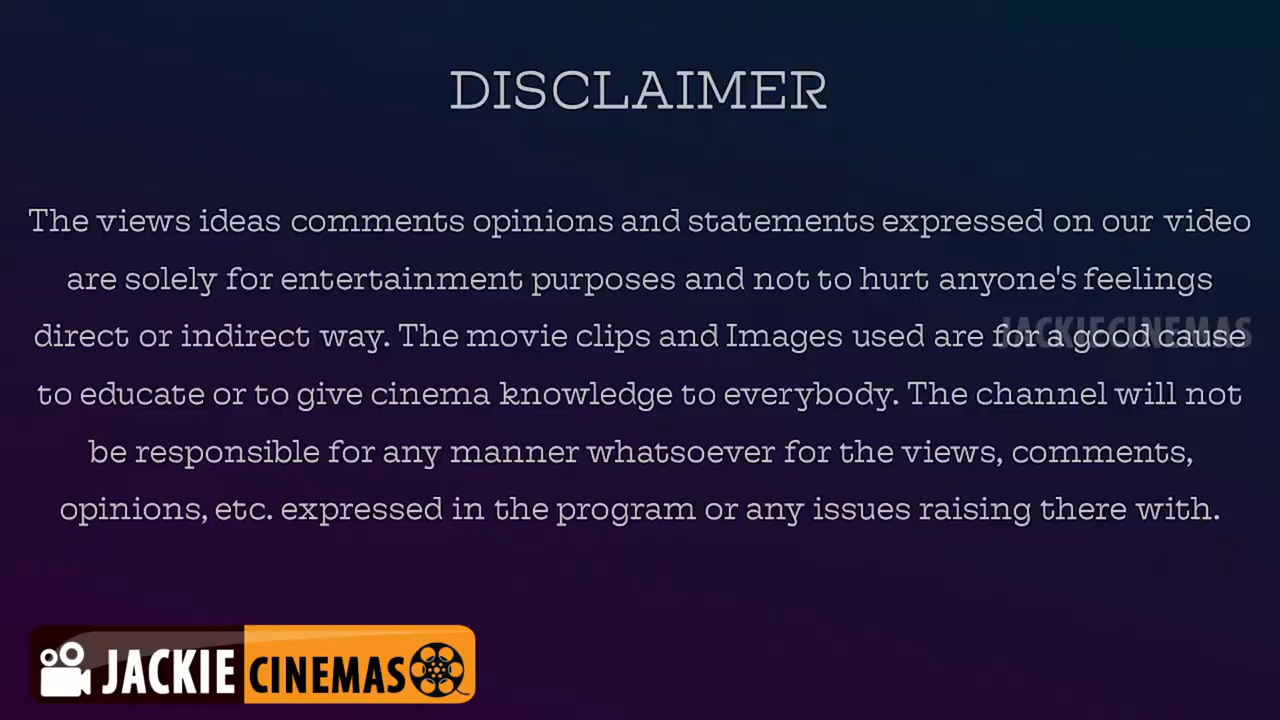 DISCLAIMER
The views ideas comments opinions and statements expressed on our video
are solely for entertainment purposes and not to hurt anyone's feelings
direct or indirect way. The movie clips and Images used are for a good cause
JACKIECINEMAS
to educate or to give cinema knowledge to everybody. The channel will not
be responsible for any manner whatsoever for the views, comments,
opinions, etc. expressed in the program or any issues raising there with.
JACKIE CINEMAS